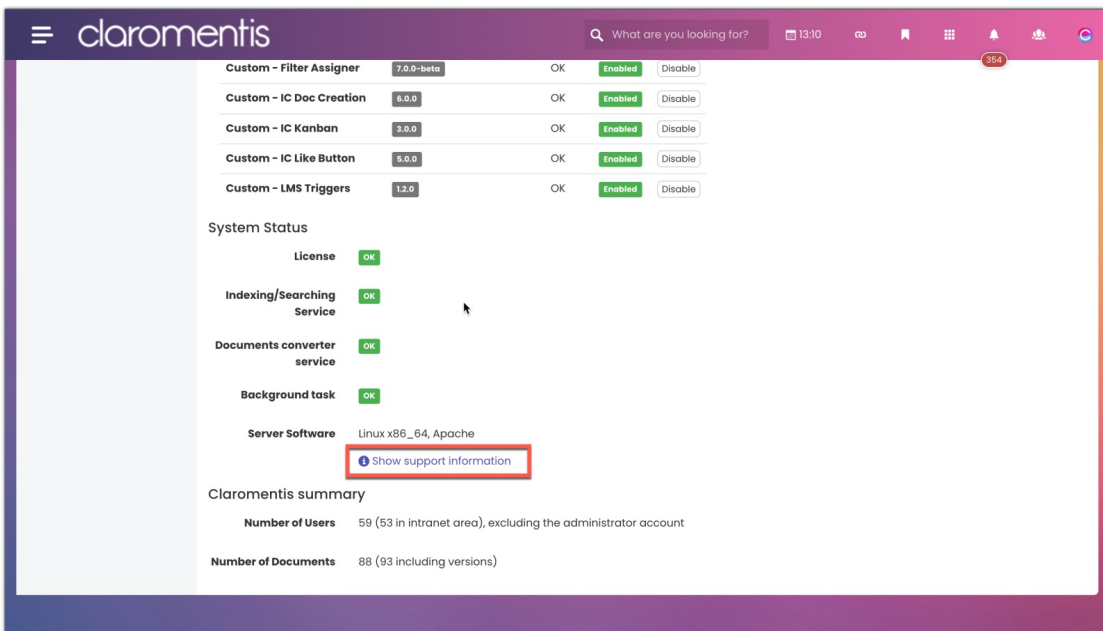 claromentis
What are you looking for?
13:10
354
Custom - Filter Assigner 7.0.0-beta OK Enabled Disable
Custom - IC Doc Creation 6.0.0 OK Enabled Disable
Custom - IC Kanban 3.0.0 OK Enabled Disable
Custom - IC Like Button 5.0.0 OK Enabled Disable
Custom - LMS Triggers 1.2.0 OK Enabled Disable
System Status
License OK
Indexing/Searching OK
Service
Documents converter OK
service
Background task OK
Server Software Linux x86_64, Apache
Show support information
Claromentis summary
Number of Users 59 (53 in intranet area), excluding the administrator account
Number of Documents 88 (93 including versions)